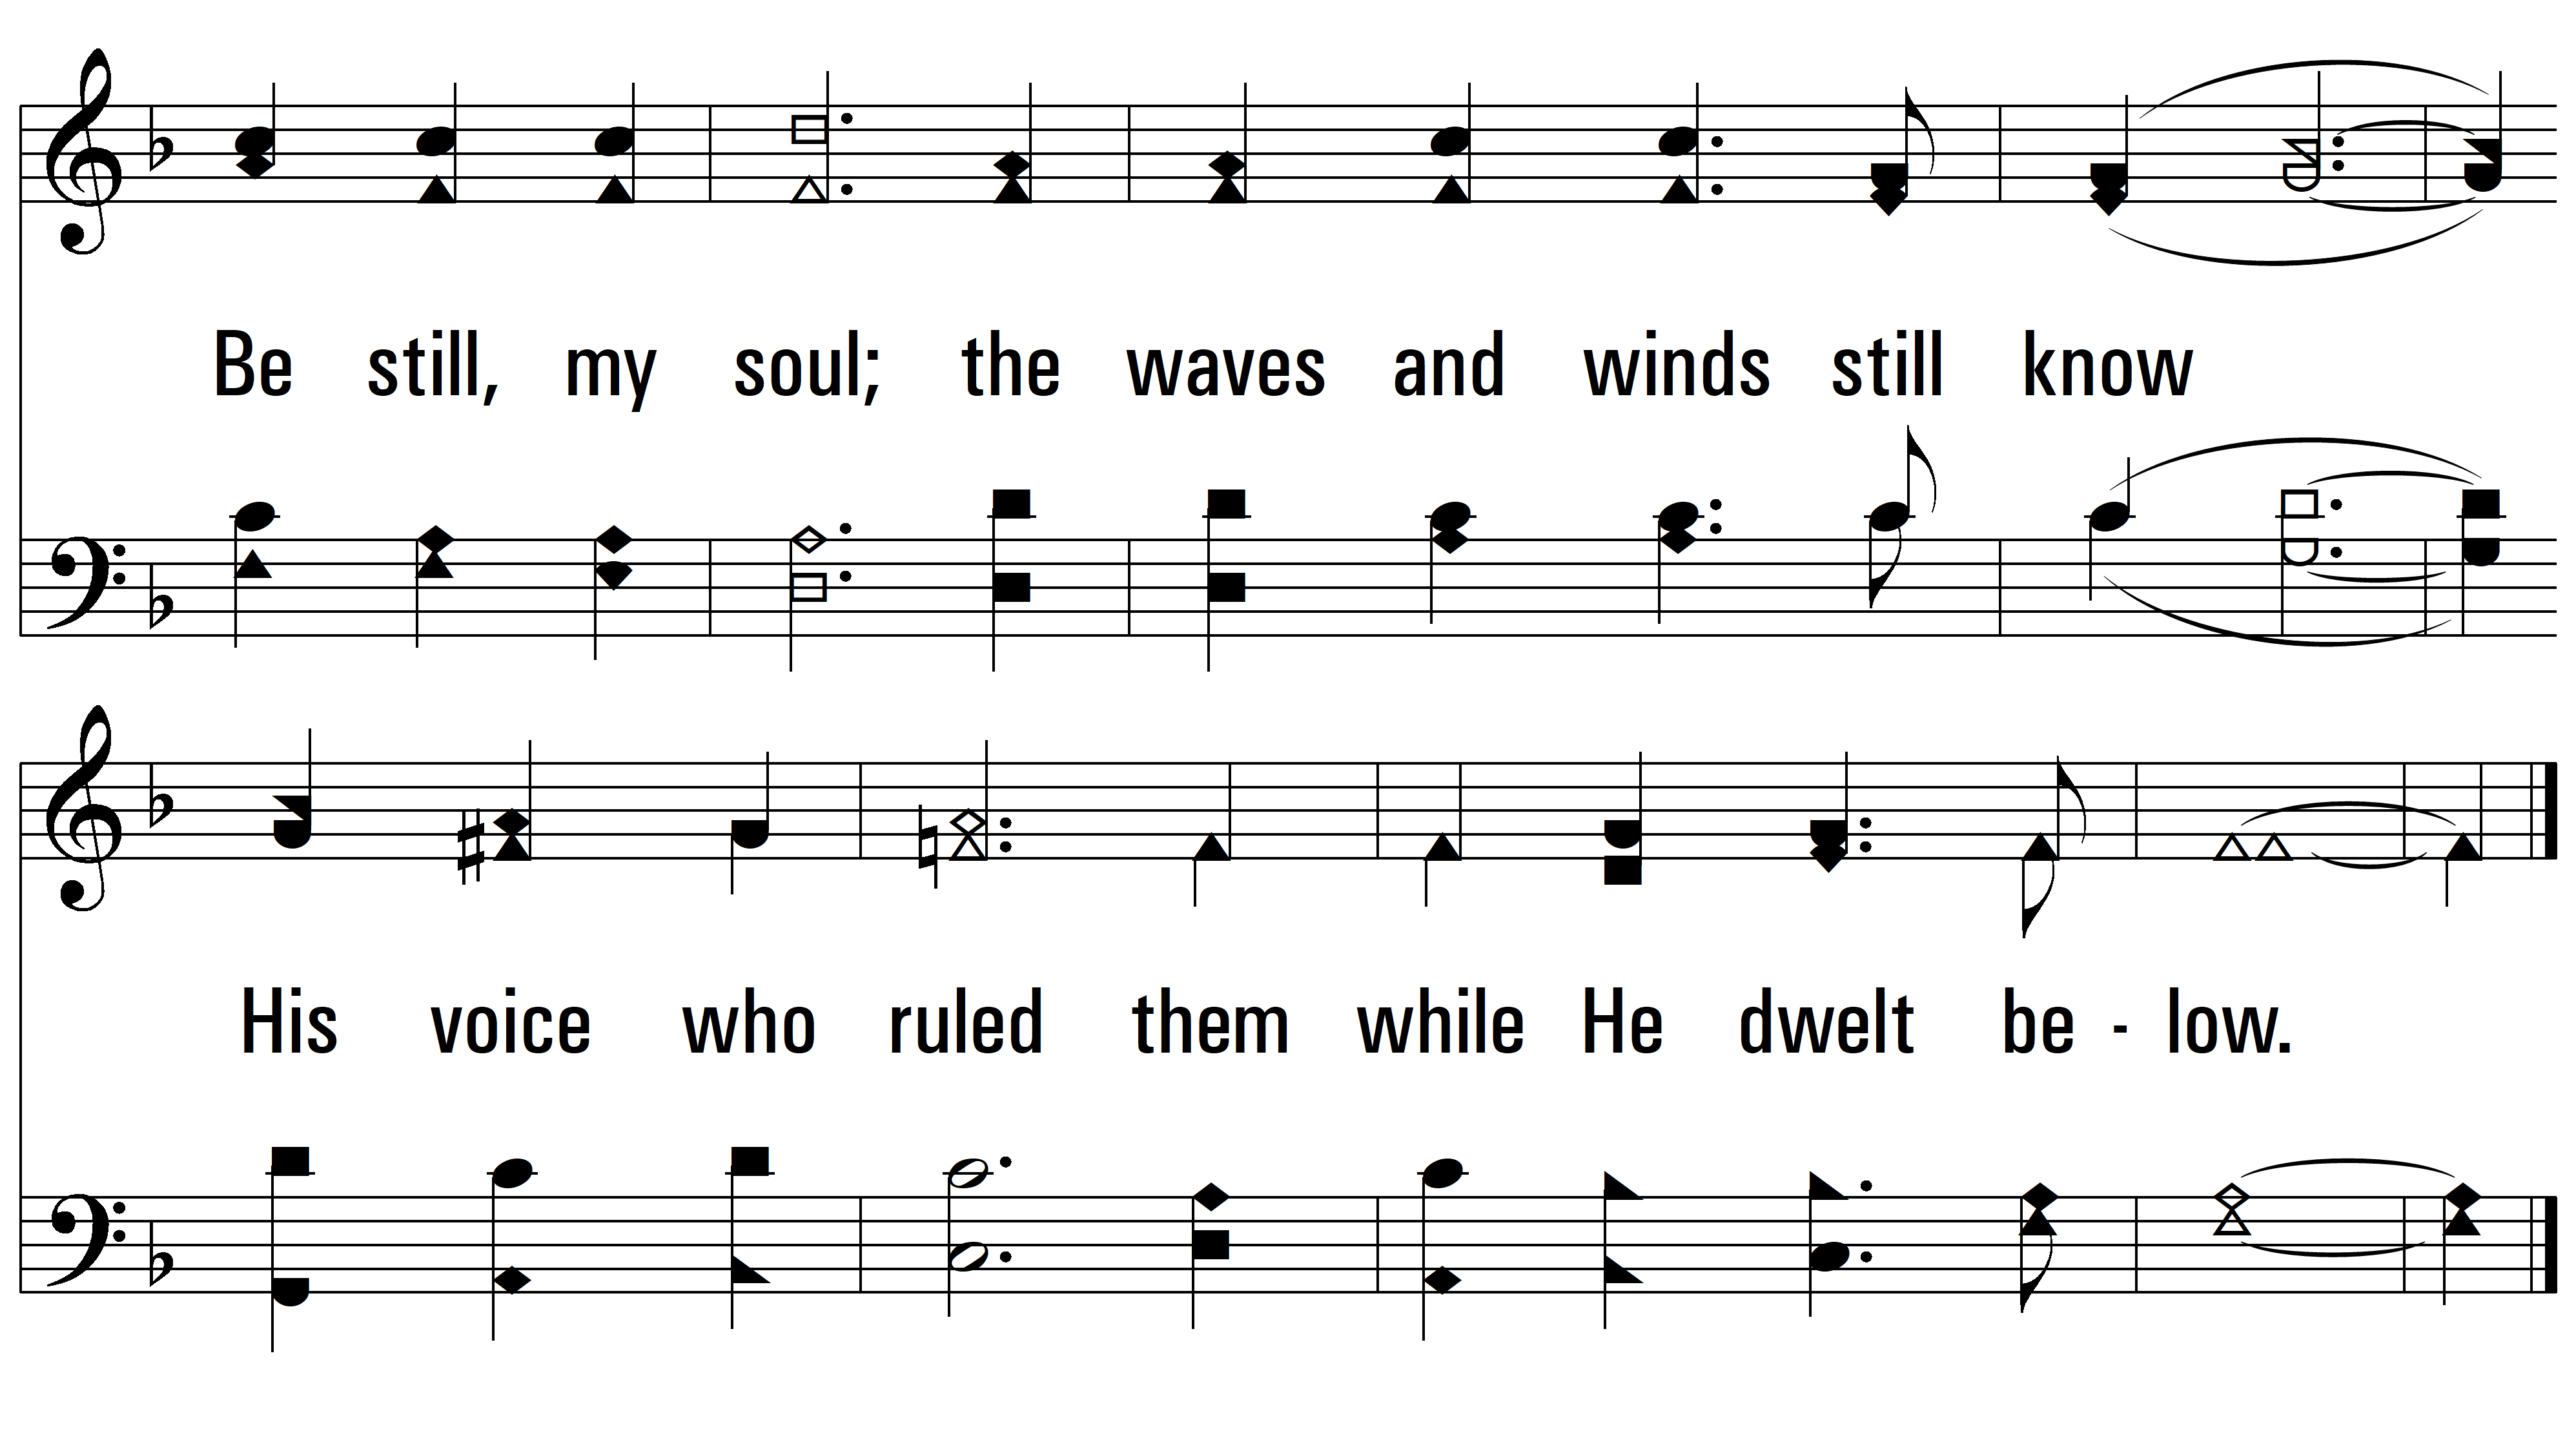 Be still, my soul; the waves and winds still know
His voice who ruled them while He dwelt be - low.